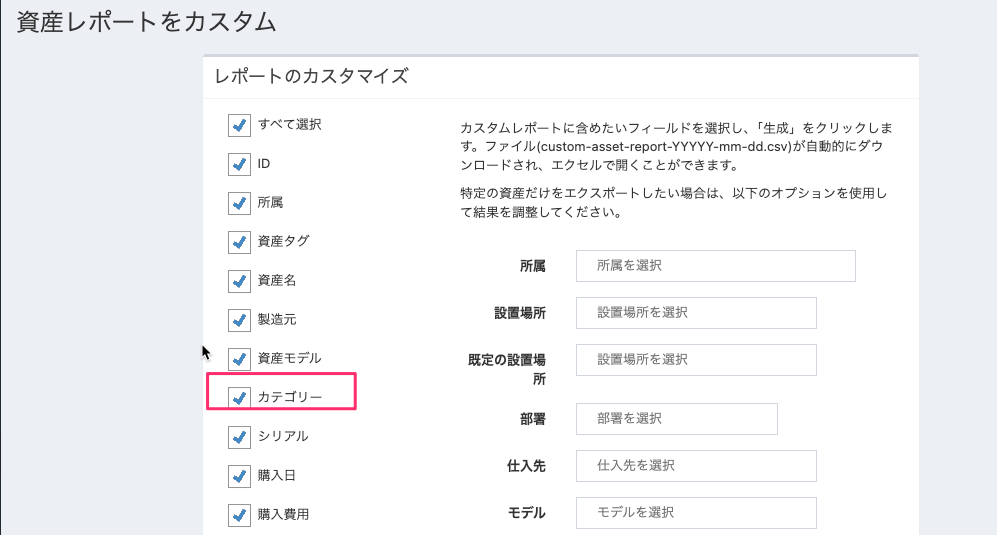 資産レポートをカスタム
レポートのカスタマイズ
すべて選択
ID
所属
資産タグ
資産名
製造元
資産モデル
カテゴリー
シリアル
購入日
購入費用
カスタムレポートに含めたいフィールドを選択し、「生成」をクリックしま
す。ファイル(custom-asset-report-YYYYY-mm-dd.csv)が自動的にダウ
ンロードされ、エクセルで開くことができます。
特定の資産だけをエクスポートしたい場合は、以下のオプションを使用し
て結果を調整してください。
所属 所属を選択
設置場所 設置場所を選択
既定の設置場 設置場所を選択
所
部署 部署を選択
仕入先 仕入先を選択
モデル モデルを選択